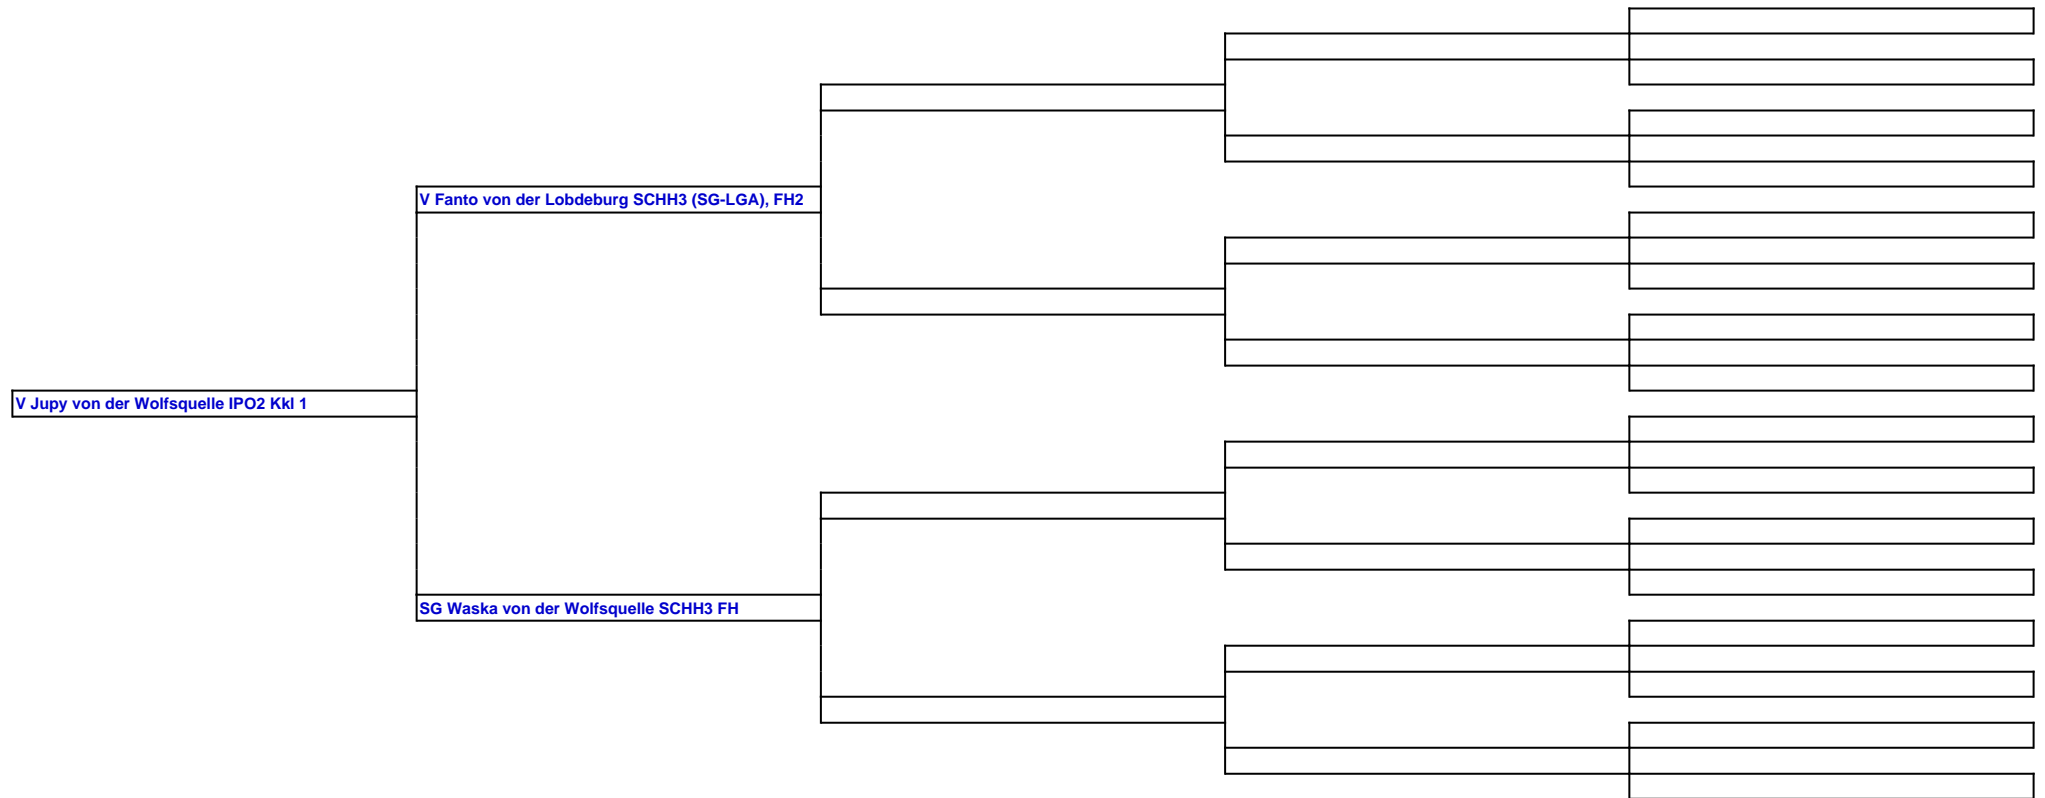 V Fanto von der Lobdeburg SCHH3 (SG-LGA), FH2
V Jupy von der Wolfsquelle IPO2 Kkl 1
SG Waska von der Wolfsquelle SCHH3 FH